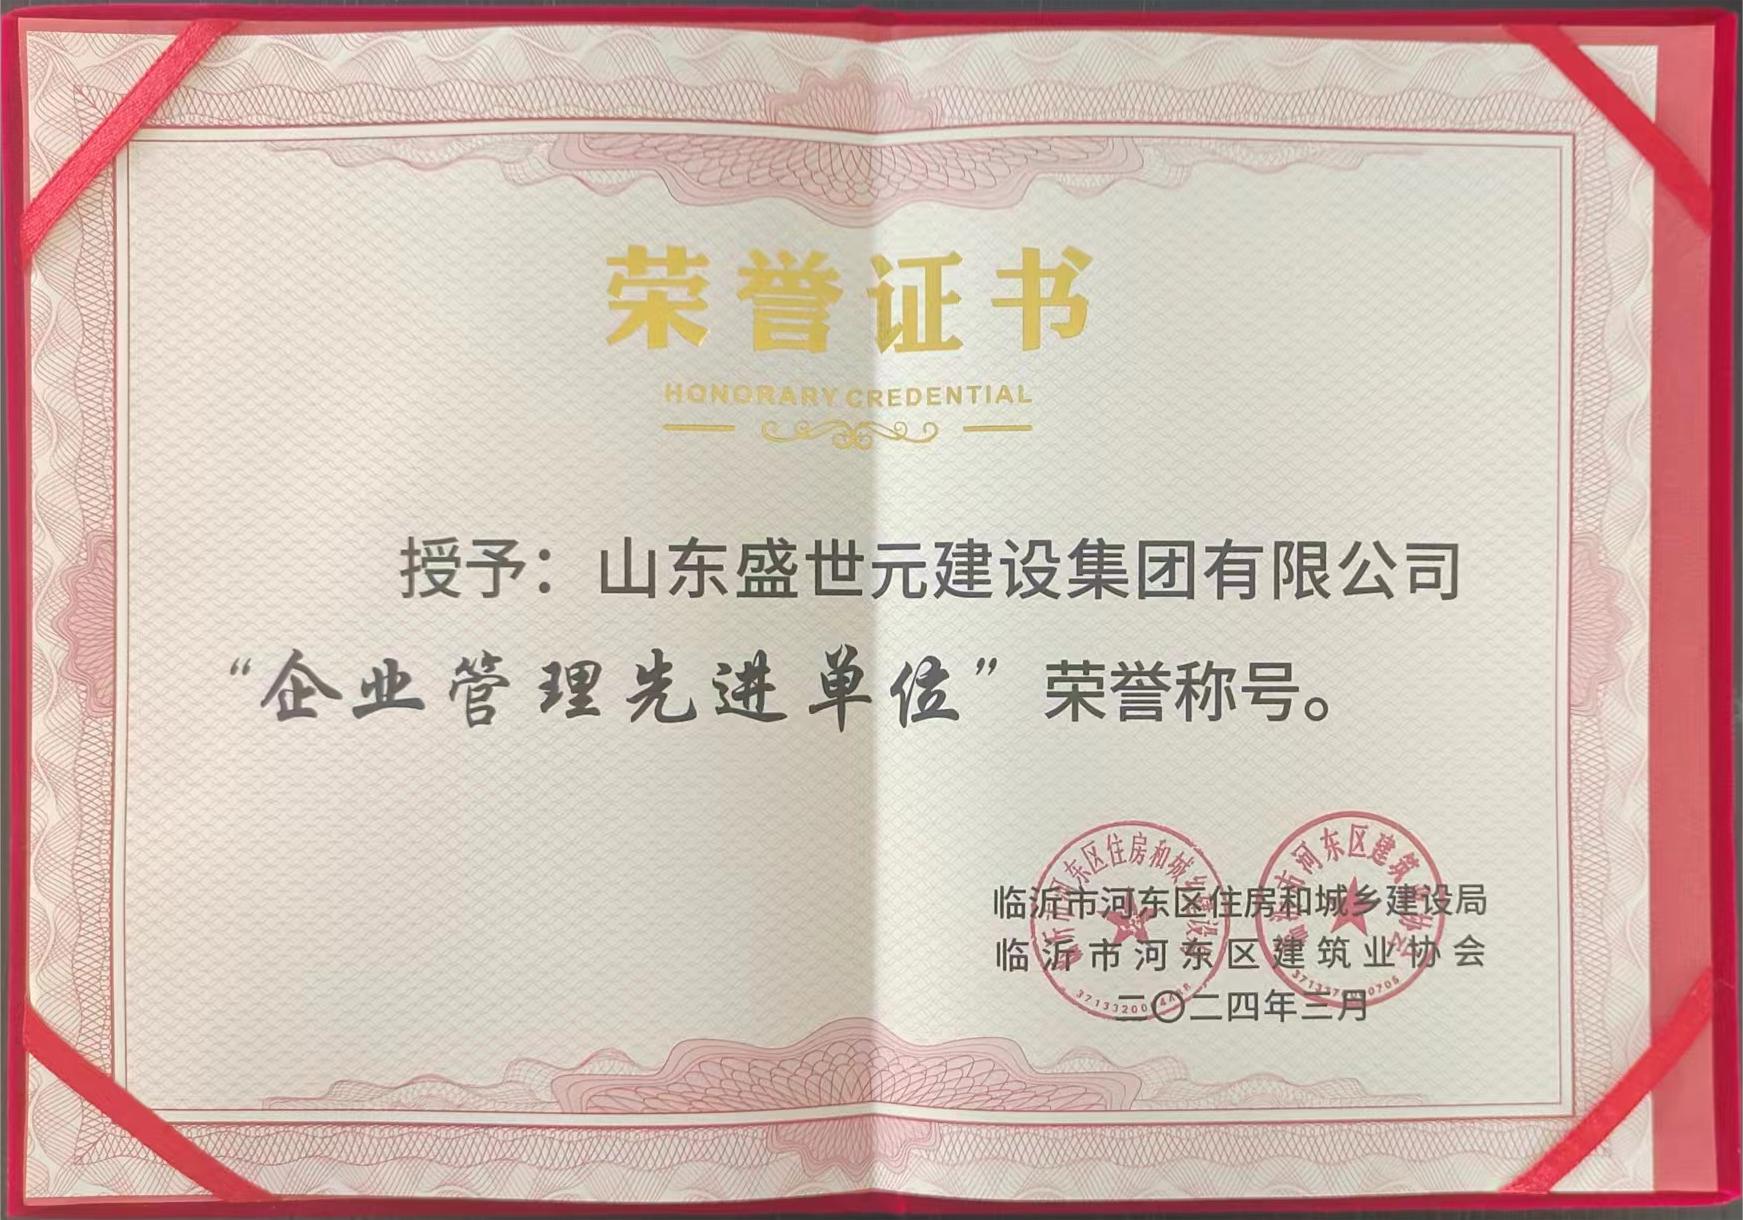 荣誉证书
HONORARY CREDENTIAL
授予：山东盛世元建设集团有限公司
“企业管理先进单位”荣誉称号。
临沂市河东区住房和城乡建设局
临沂市河东区建筑业协会
二〇二四年三月